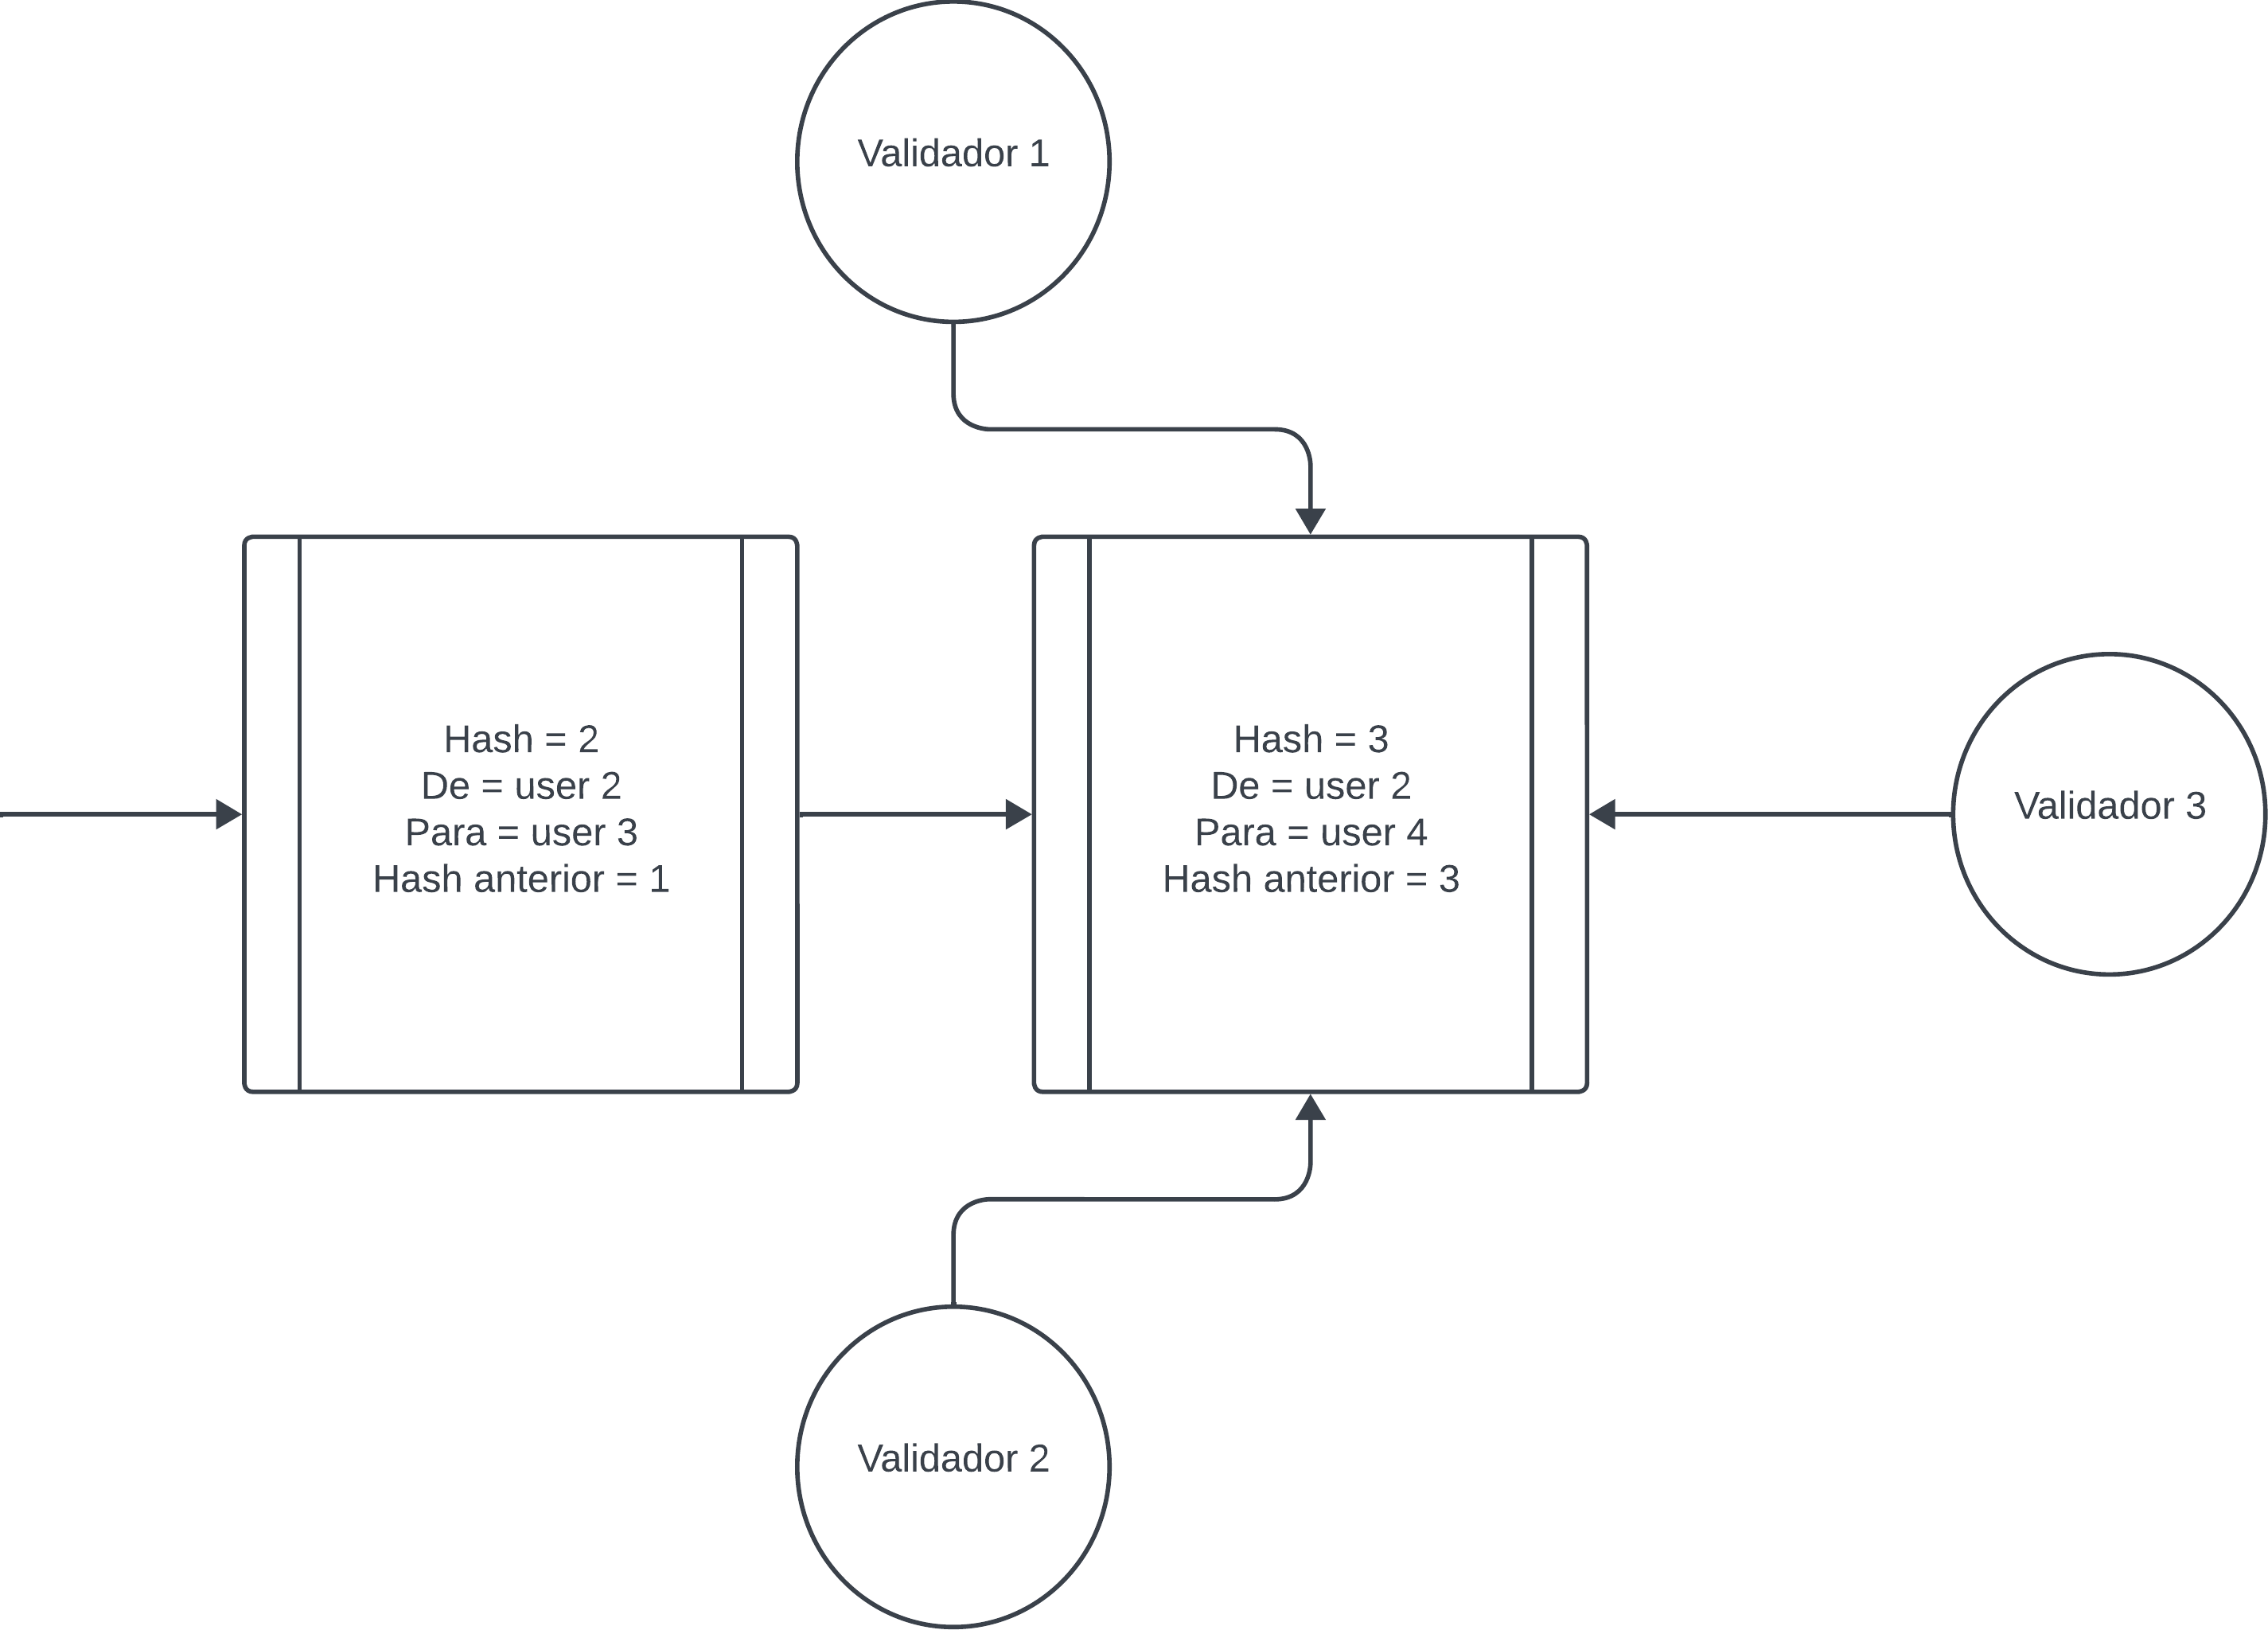 Validador 1
Hash = 2
De = user 2
Para = user 3
Hash anterior = 1
Hash = 3
De = user 2
Para = user 4
Hash anterior = 3
Validador 3
Validador 2